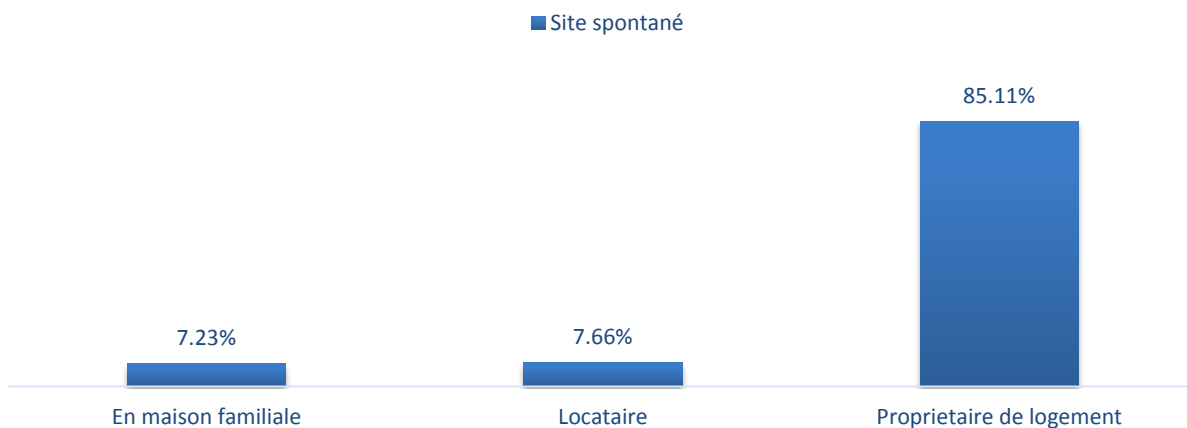 Site spontané
85.11%
7.23%
7.66%
En maison familiale
Locataire
Proprietaire de logement